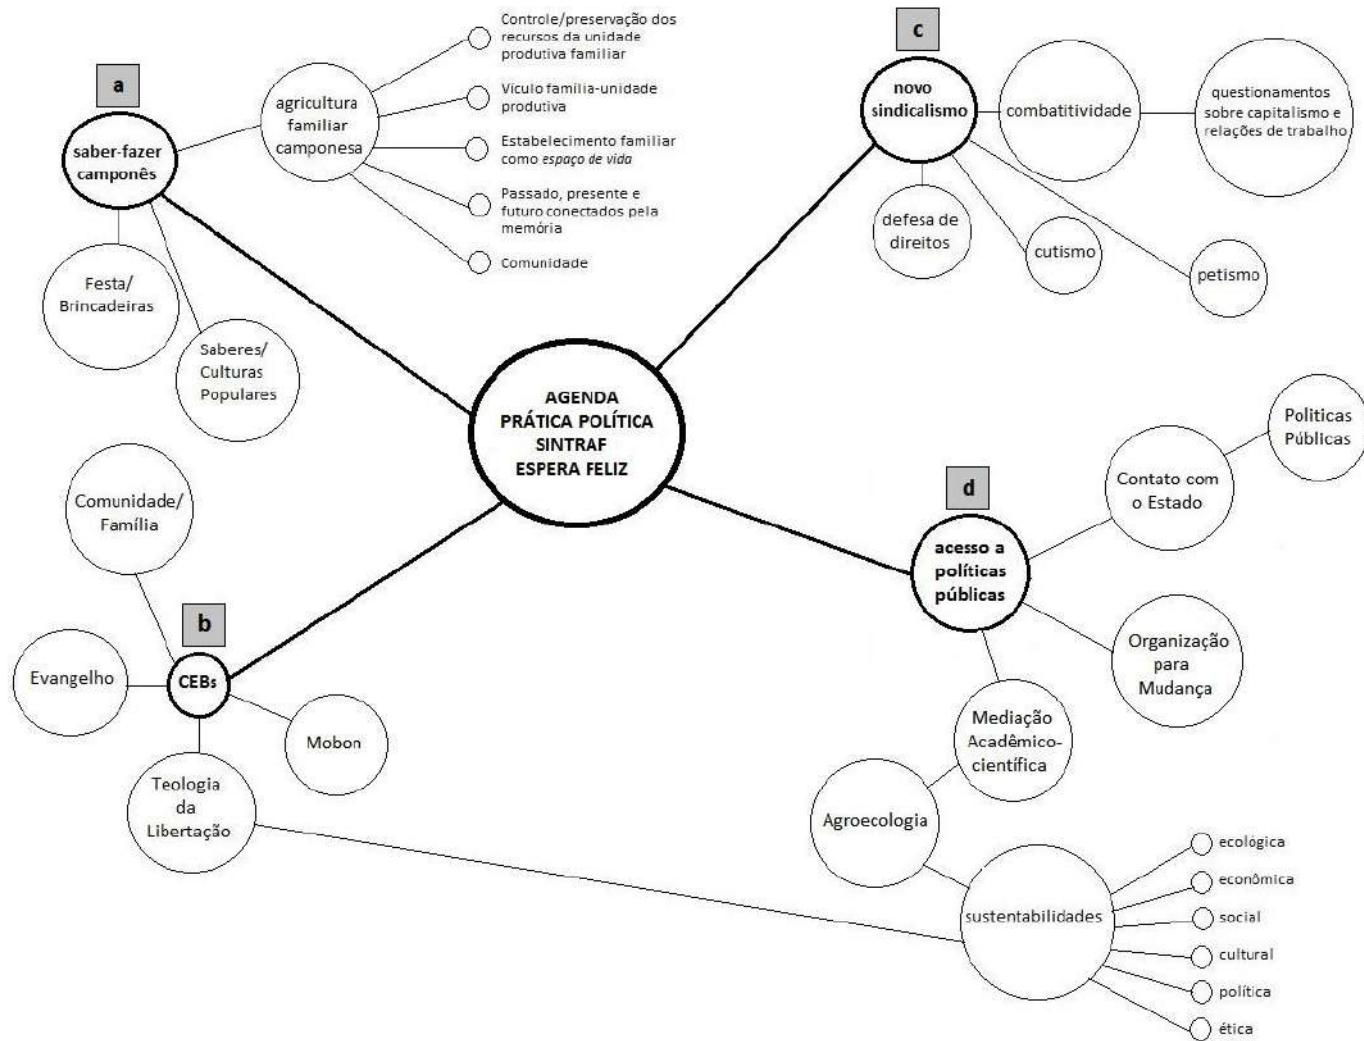 a
saber-fazer
camponês
agricultura
familiar
camponesa
Controle/preservação dos
recursos da unidade
produtiva familiar
Vículo família-unidade
produtiva
Estabelecimento familiar
como espaço de vida
Passado, presente e
futuro conectados pela
memória
Comunidade
Festa/
Brincadeiras
Saberes/
Culturas
Populares
c
novo
sindicalismo
combatitividade
questionamentos
sobre capitalismo e
relações de trabalho
defesa de
direitos
cutismo
petismo
AGENDA
PRÁTICA POLÍTICA
SINTRAF
ESPERA FELIZ
b
CEBs
Comunidade/
Família
Evangelho
Mobon
Teologia
da
Libertação
d
acesso a
políticas
públicas
Contato com
o Estado
Politicas
Públicas
Organização
para
Mudança
Mediação
Acadêmico-
científica
Agroecologia
sustentabilidades
ecológica
econômica
social
cultural
política
ética